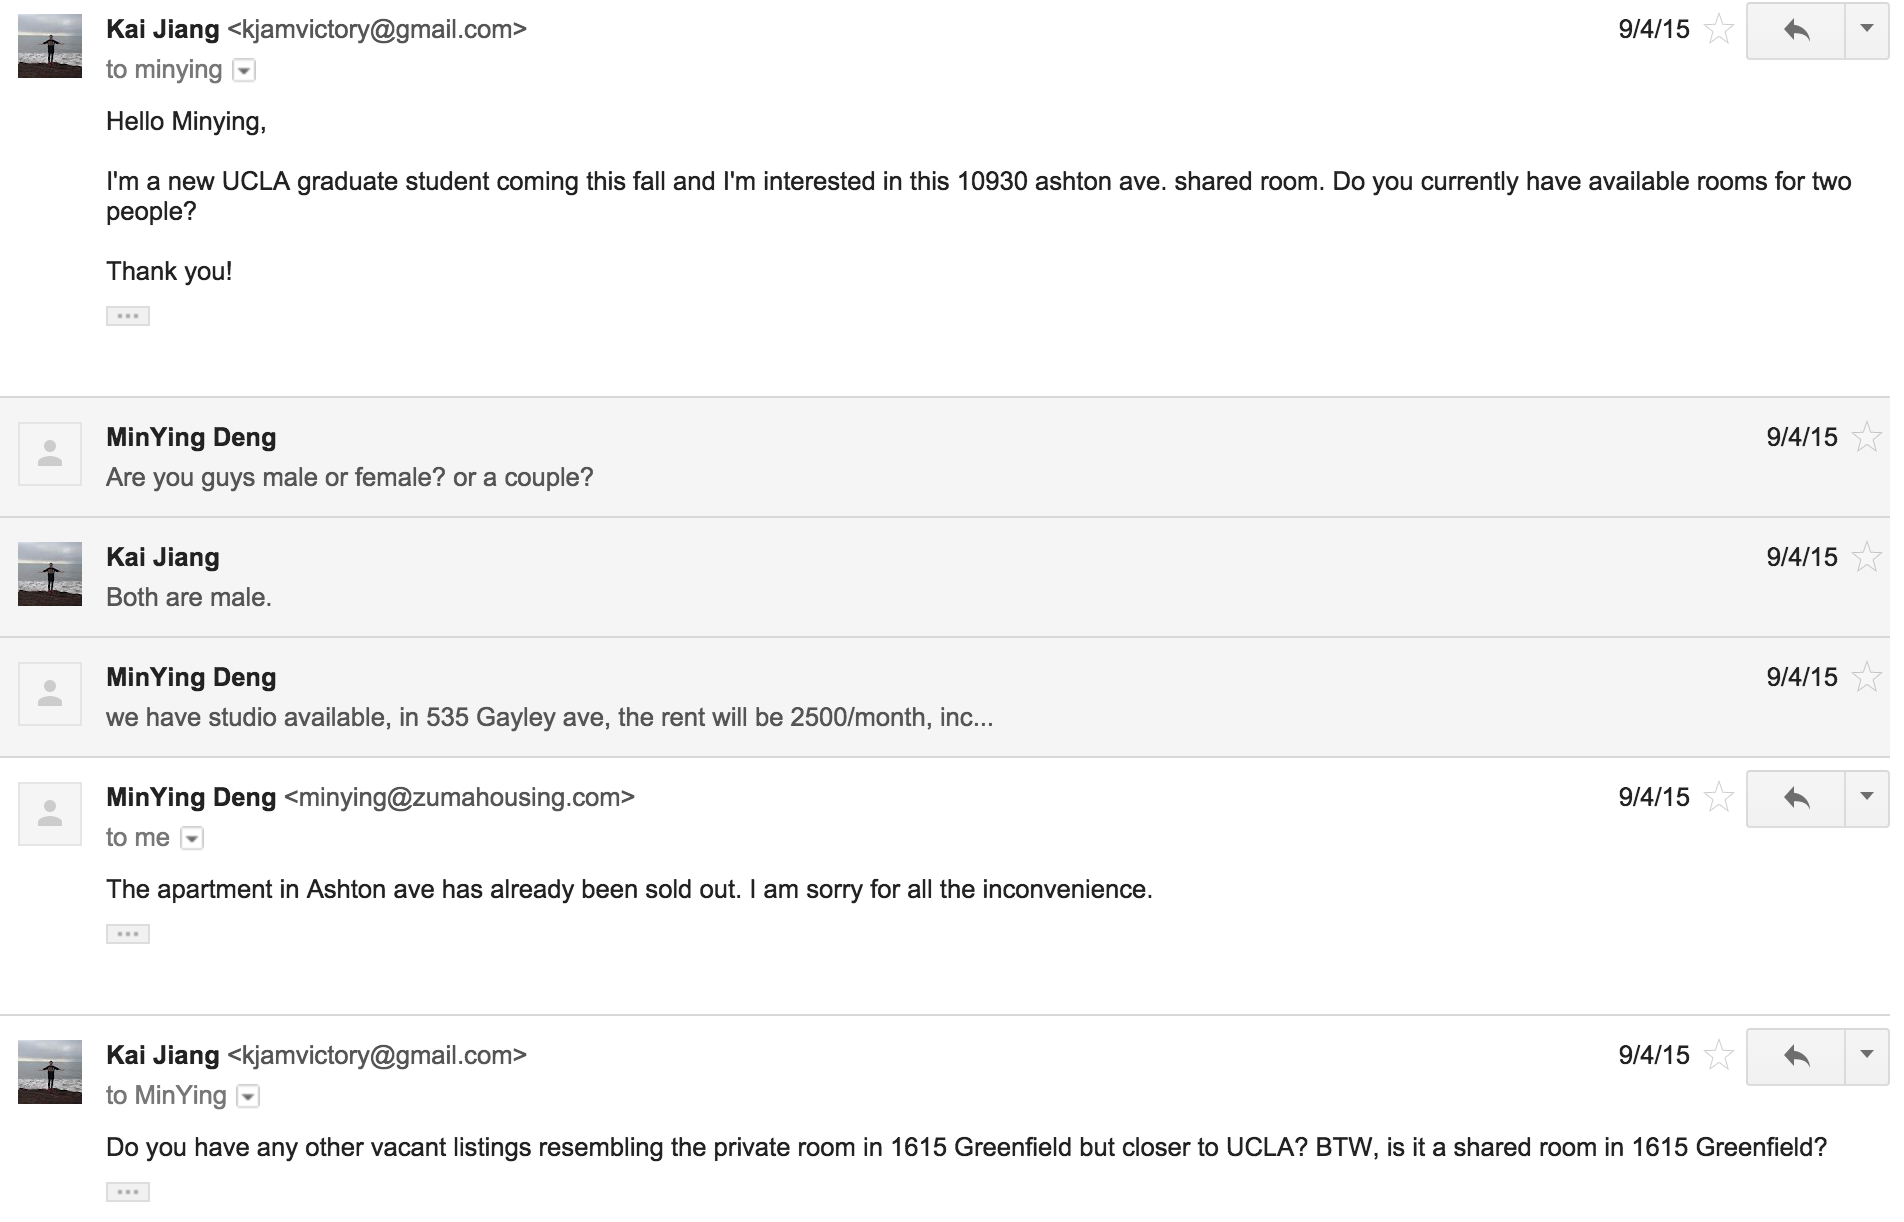 Kai Jiang <kjamvictory@gmail.com> 9/4/15
to minying
Hello Minying,
I'm a new UCLA graduate student coming this fall and I'm interested in this 10930 ashton ave. shared room. Do you currently have available rooms for two
people?
Thank you!
MinYing Deng 9/4/15
Are you guys male or female? or a couple?
Kai Jiang 9/4/15
Both are male.
MinYing Deng 9/4/15
we have studio available, in 535 Gayley ave, the rent will be 2500/month, inc...
MinYing Deng <minying@zumahousing.com> 9/4/15
to me
The apartment in Ashton ave has already been sold out. I am sorry for all the inconvenience.
Kai Jiang <kjamvictory@gmail.com> 9/4/15
to MinYing
Do you have any other vacant listings resembling the private room in 1615 Greenfield but closer to UCLA? BTW, is it a shared room in 1615 Greenfield?